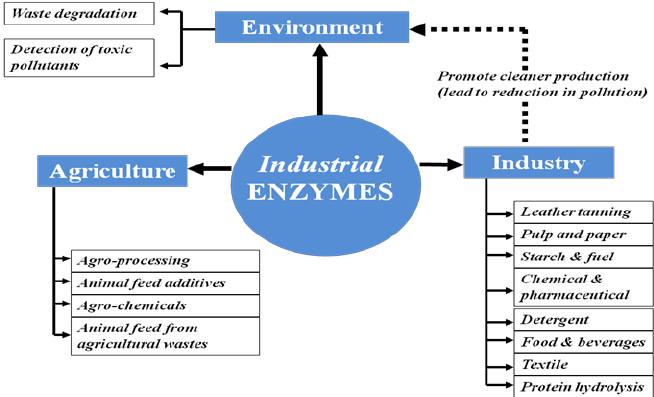 Waste degradation
Detection of toxic
pollutants
Environment
Promote cleaner production
(lead to reduction in pollution)
Industrial
ENZYMES
Agriculture
Agro-processing
Animal feed additives
Agro-chemicals
Animal feed from
agricultural wastes
Industry
Leather tanning
Pulp and paper
Starch & fuel
Chemical &
pharmaceutical
Detergent
Food & beverages
Textile
Protein hydrolysis